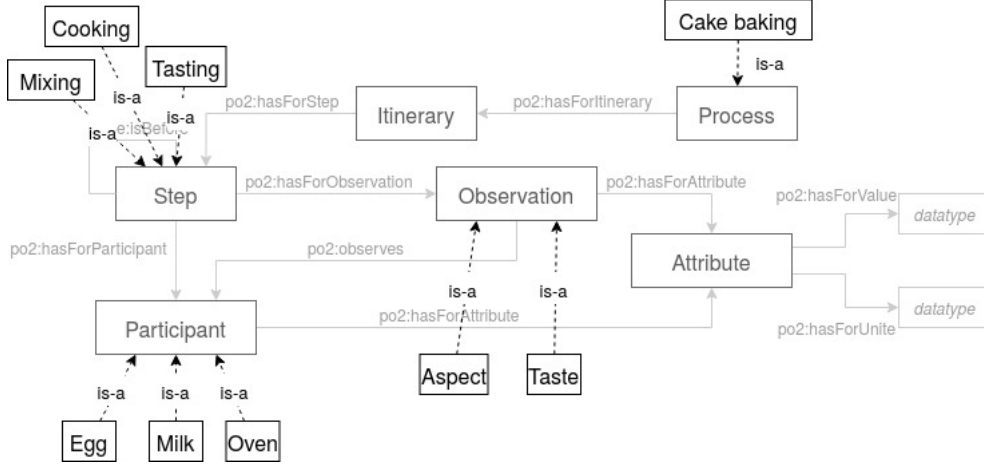 Cooking
Cake baking
Mixing
Tasting
is-a
is-a
is-a
is-a
e:isBefore
po2:hasForStep
Itinerary
po2:hasForItinerary
Process
Step
po2:hasForObservation
Observation
po2:hasForAttribute
po2:hasForValue
datatype
po2:hasForParticipant
po2:observes
Attribute
is-a
is-a
datatype
po2:hasForUnite
Participant
po2:hasForAttribute
is-a
is-a
is-a
Aspect
Taste
Egg
Milk
Oven